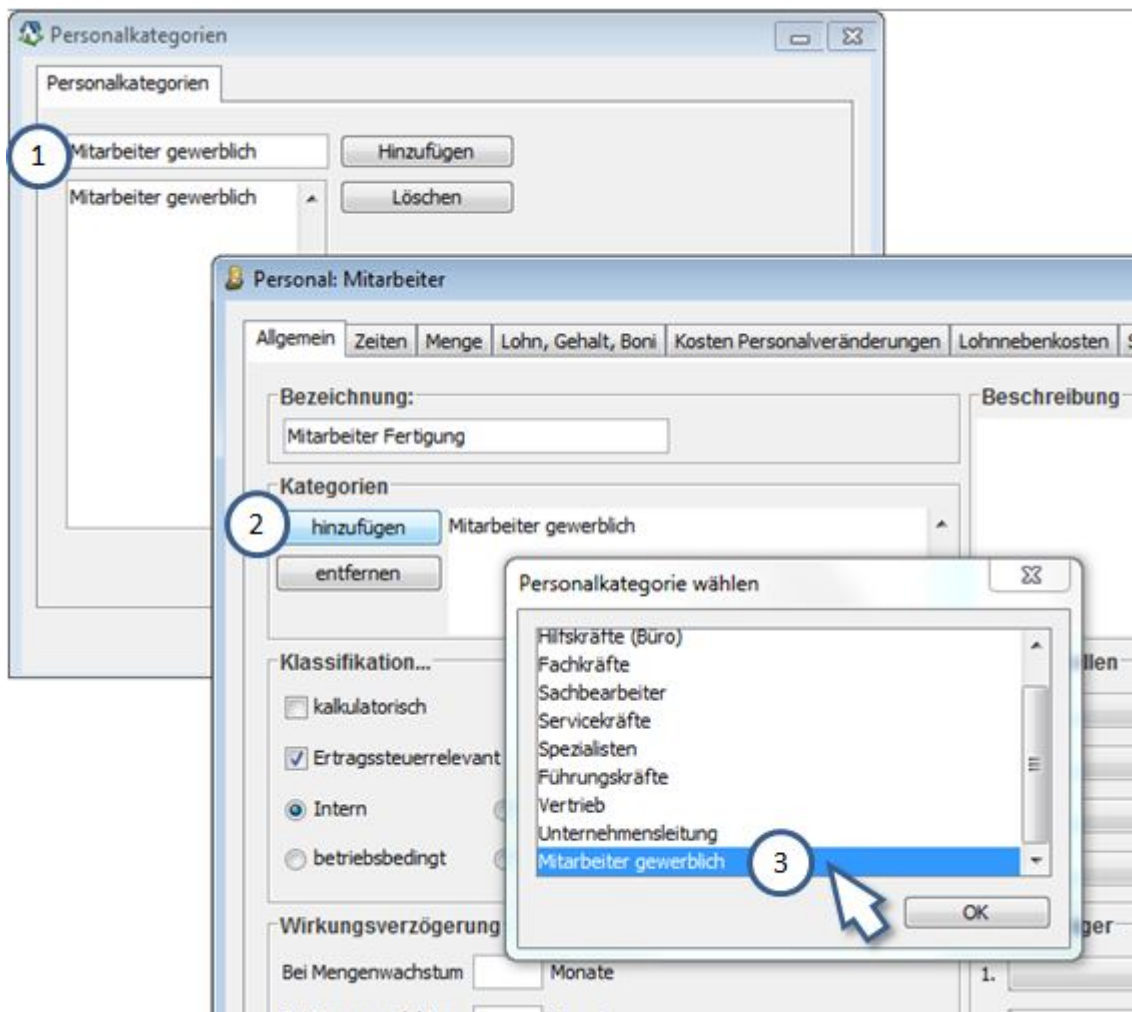 Personalkategorien
Personalkategorien
1
Mitarbeiter gewerblich
Hinzufügen
Mitarbeiter gewerblich
Löschen
Personal: Mitarbeiter
Allgemein Zeiten Menge Lohn, Gehalt, Boni Kosten Personalveränderungen Lohnnebenkosten
Bezeichnung:
Beschreibung
Mitarbeiter Fertigung
Kategorien
2
hinzufügen
Mitarbeiter gewerblich
entfernen
Personalkategorie wählen
Hilfskräfte (Büro)
Fachkräfte
Sachbearbeiter
Servicekräfte
Spezialisten
Führungskräfte
Vertrieb
Unternehmensleitung
Mitarbeiter gewerblich
3
OK
Klassifikation...
llen
kalkulatorisch
Ertragssteuerrelevant
Intern
betriebsbedingt
Wirkungsverzögerung
ger
Bei Mengenwachstum Monate
1.